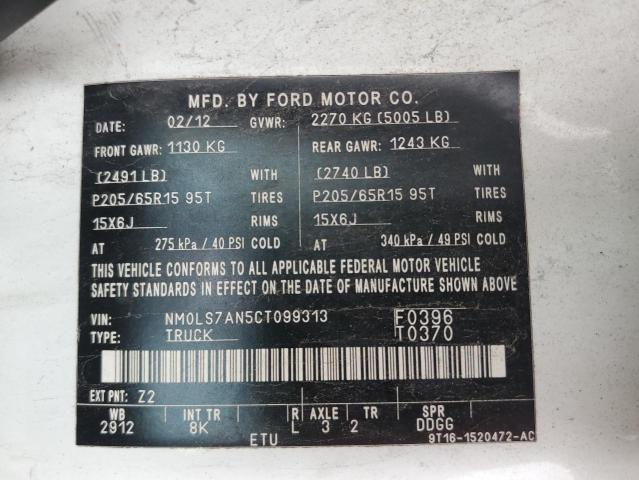 MFD. BY FORD MOTOR CO.
DATE: 02/12 GVWR: 2270 KG (5005 LB)
FRONT GAWR: 1130 KG REAR GAWR: 1243 KG
(2491 LB) WITH (2740 LB) WITH
P205/65R15 95T TIRES P205/65R15 95T TIRES
15X6J RIMS 15X6J RIMS
AT 275 kPa / 40 PSI COLD AT 340 kPa / 49 PSI COLD
THIS VEHICLE CONFORMS TO ALL APPLICABLE FEDERAL MOTOR VEHICLE
SAFETY STANDARDS IN EFFECT ON THE DATE OF MANUFACTURE SHOWN ABOVE.
VIN: NM0LS7AN5CT099313 F0396
TYPE: TRUCK T0370
EXT PNT: Z2
WB INT TR R AXLE TR SPR
2912 8K L 3 2 DDGG
ETU 9T16-1520472-AC